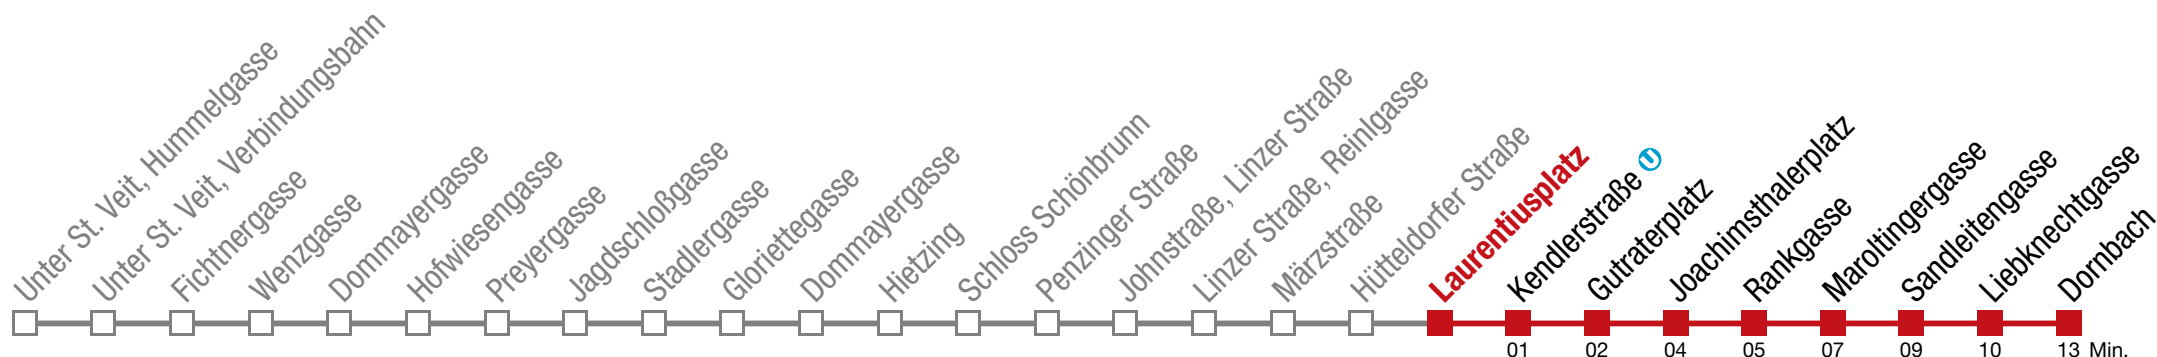 Unter St. Veit, Hummelgasse
Unter St. Veit, Verbindungsbahn
Fichtnergasse
Wenzgasse
Dommayergasse
Hofwiesengasse
Preyergasse
Jagdschloßgasse
Stadlergasse
Gloriettegasse
Dommayergasse
Hietzing
Schloss Schönbrunn
Penzinger Straße
Johnstraße, Linzer Straße
Linzer Straße, Reinlgasse
Märzstraße
Hütteldorfer Straße
Laurentiusplatz
Kendlerstraße U
Gutraterplatz
Joachimsthalerplatz
Rankgasse
Maroltingergasse
Sandleitengasse
Liebknechtgasse
Dornbach
01 02 04 05 07 09 10 13 Min.